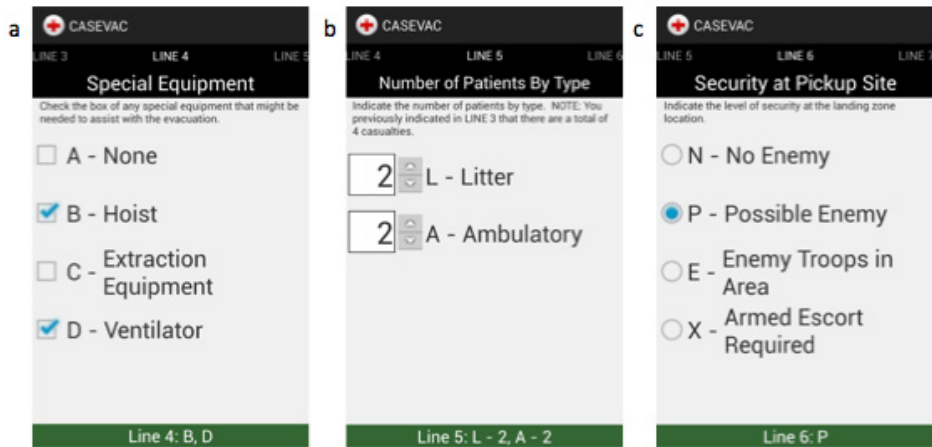 a
CASEVAC
LINE 3 LINE 4 LINE 5
Special Equipment
Check the box of any special equipment that might be
needed to assist with the evacuation.
A - None
B - Hoist
C - Extraction
Equipment
D - Ventilator
Line 4: B, D
b
CASEVAC
LINE 4 LINE 5 LINE 6
Number of Patients By Type
Indicate the number of patients by type. NOTE: You
previously indicated in LINE 3 that there are a total of
4 casualties.
2 L - Litter
2 A - Ambulatory
Line 5: L - 2, A - 2
c
CASEVAC
LINE 5 LINE 6 LINE 7
Security at Pickup Site
Indicate the level of security at the landing zone
location.
N - No Enemy
P - Possible Enemy
E - Enemy Troops in
Area
X - Armed Escort
Required
Line 6: P